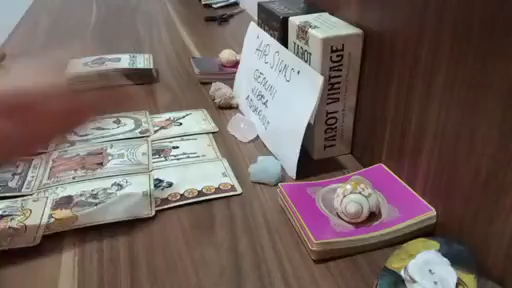 "AIR SIGNS"
GEMINI
LIBRA
AQUARIUS
TAROT
TAROT VINTAGE